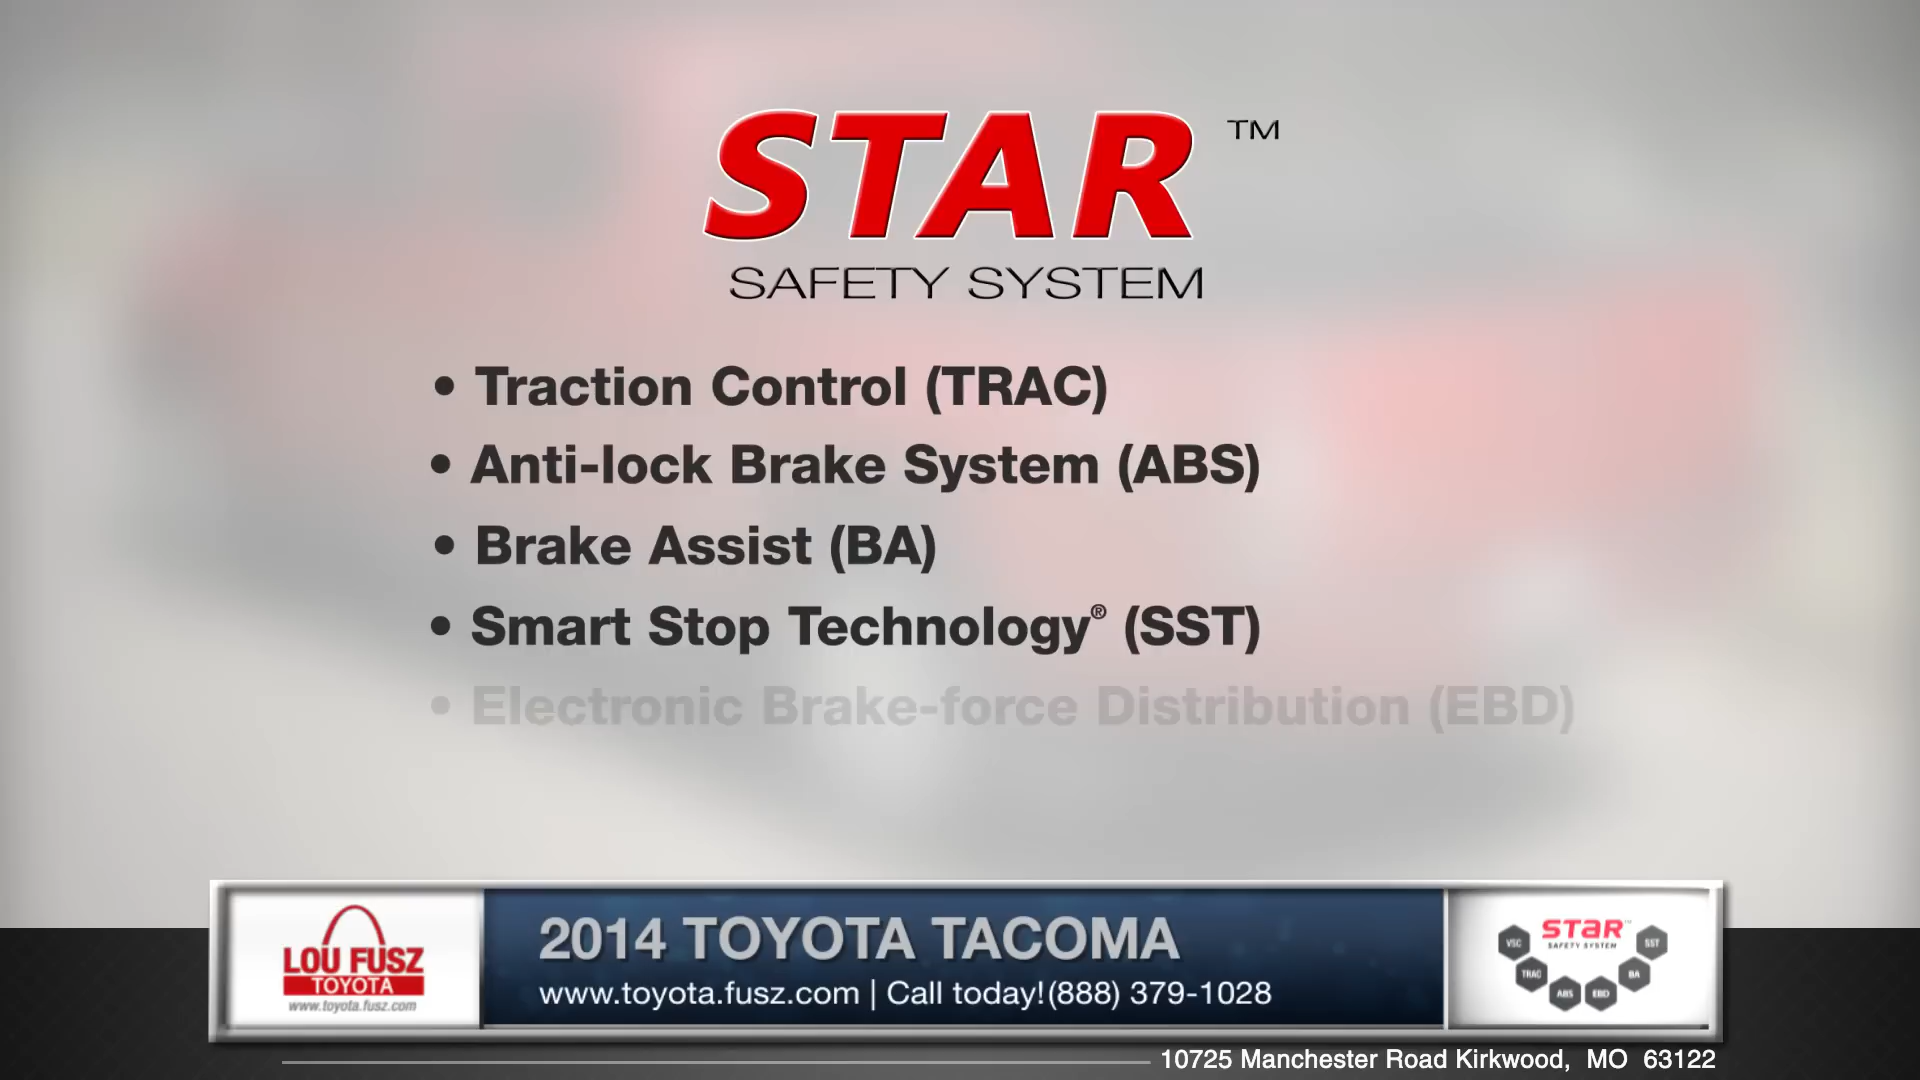 STAR ™
SAFETY SYSTEM
• Traction Control (TRAC)
• Anti-lock Brake System (ABS)
• Brake Assist (BA)
• Smart Stop Technology® (SST)
• Electronic Brake-force Distribution (EBD)
LOU FUSZ
TOYOTA
www.toyota.fusz.com
2014 TOYOTA TACOMA
www.toyota.fusz.com | Call today!(888) 379-1028
STAR™
SAFETY SYSTEM
VSC
TRAC
ABS
EBD
BA
SST
10725 Manchester Road Kirkwood, MO 63122